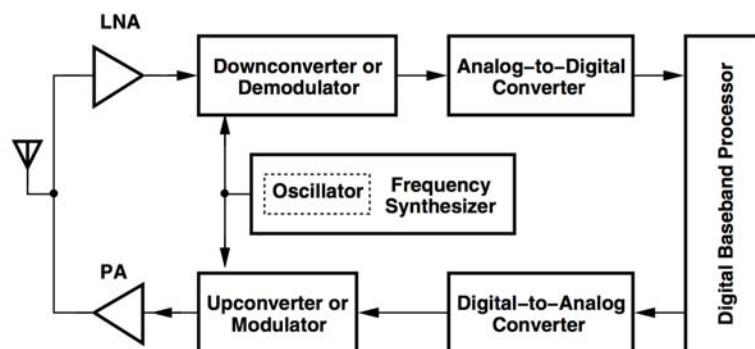 LNA
Downconverter or
Demodulator
Analog−to−Digital
Converter
Digital Baseband Processor
Oscillator
Frequency
Synthesizer
PA
Upconverter or
Modulator
Digital−to−Analog
Converter